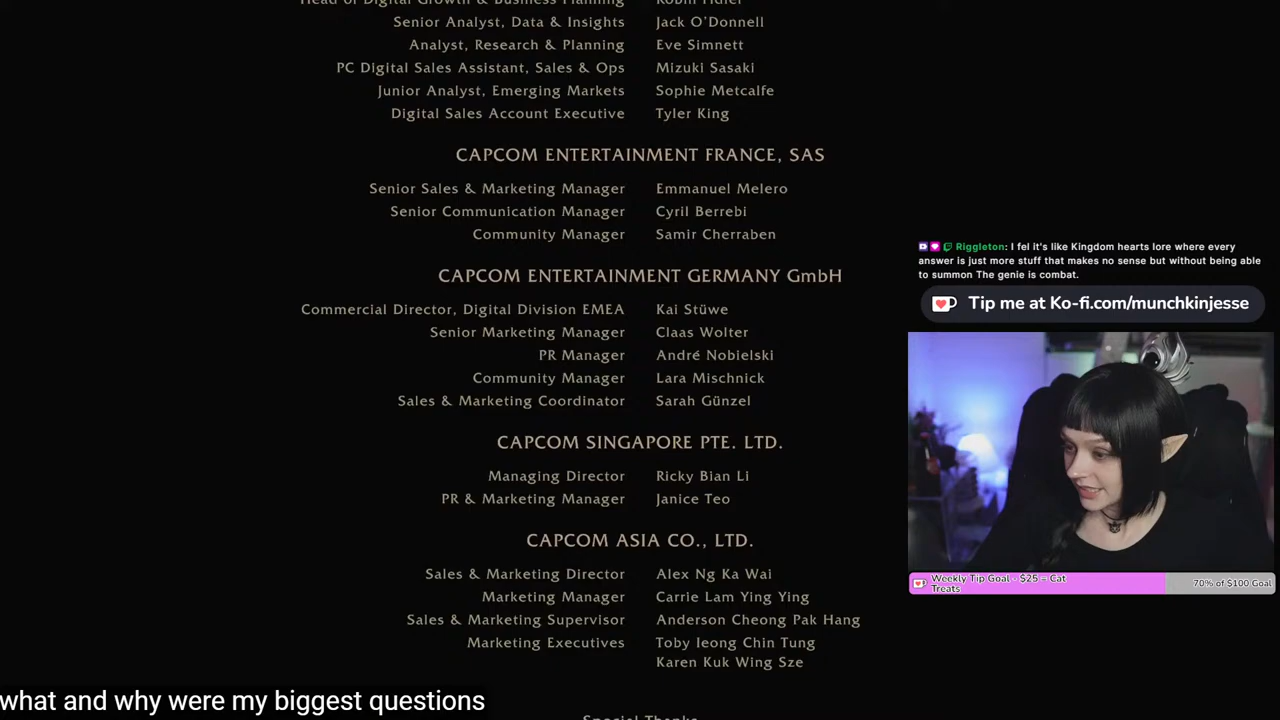 Senior Analyst, Data & Insights Jack O'Donnell
Analyst, Research & Planning Eve Simnett
PC Digital Sales Assistant, Sales & Ops Mizuki Sasaki
Junior Analyst, Emerging Markets Sophie Metcalfe
Digital Sales Account Executive Tyler King
CAPCOM ENTERTAINMENT FRANCE, SAS
Senior Sales & Marketing Manager Emmanuel Melero
Senior Communication Manager Cyril Berrebi
Community Manager Samir Cherraben
CAPCOM ENTERTAINMENT GERMANY GmbH
Commercial Director, Digital Division EMEA Kai Stüwe
Senior Marketing Manager Claas Wolter
PR Manager André Nobielski
Community Manager Lara Mischnick
Sales & Marketing Coordinator Sarah Günzel
CAPCOM SINGAPORE PTE. LTD.
Managing Director Ricky Bian Li
PR & Marketing Manager Janice Teo
CAPCOM ASIA CO., LTD.
Sales & Marketing Director Alex Ng Ka Wai
Marketing Manager Carrie Lam Ying Ying
Sales & Marketing Supervisor Anderson Cheong Pak Hang
Marketing Executives Toby Ieong Chin Tung
Karen Kuk Wing Sze
Special Thanks
Riggleton: I fel it's like Kingdom hearts lore where every
answer is just more stuff that makes no sense but without being able
to summon The genie is combat.
Tip me at Ko-fi.com/munchkinjesse
Weekly Tip Goal - $25 = Cat
Treats
70% of $100 Goal
what and why were my biggest questions